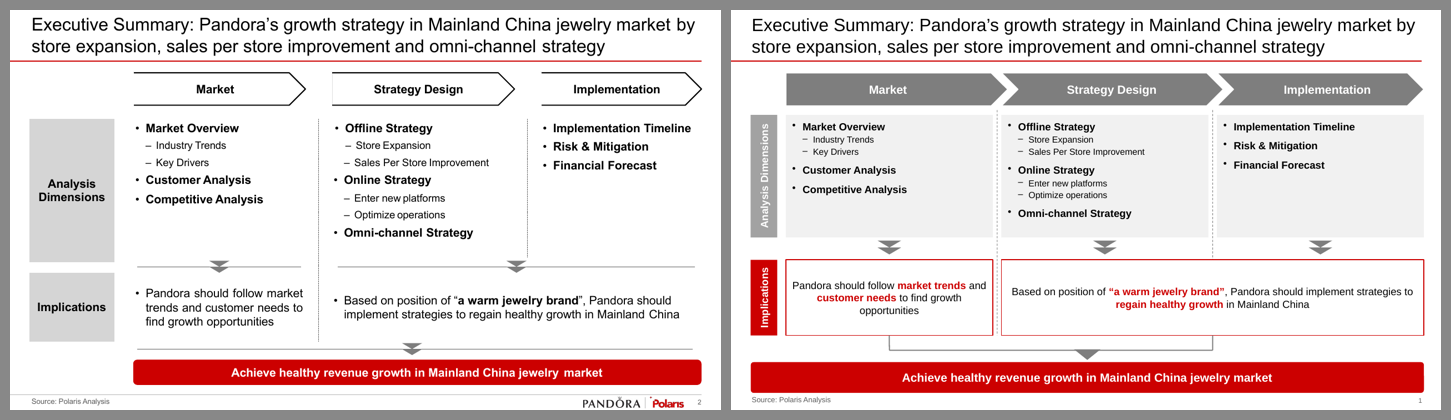 Executive Summary: Pandora's growth strategy in Mainland China jewelry market by
store expansion, sales per store improvement and omni-channel strategy
Market
Strategy Design
Implementation
Analysis
Dimensions
• Market Overview
– Industry Trends
– Key Drivers
• Customer Analysis
• Competitive Analysis
• Offline Strategy
– Store Expansion
– Sales Per Store Improvement
• Online Strategy
– Enter new platforms
– Optimize operations
• Omni-channel Strategy
• Implementation Timeline
• Risk & Mitigation
• Financial Forecast
Implications
• Pandora should follow market
trends and customer needs to
find growth opportunities
• Based on position of “a warm jewelry brand”, Pandora should
implement strategies to regain healthy growth in Mainland China
Achieve healthy revenue growth in Mainland China jewelry market
Source: Polaris Analysis
PANDÖRA
Polaris
2
Executive Summary: Pandora's growth strategy in Mainland China jewelry market by
store expansion, sales per store improvement and omni-channel strategy
Market
Strategy Design
Implementation
Analysis Dimensions
• Market Overview
– Industry Trends
– Key Drivers
• Customer Analysis
• Competitive Analysis
• Offline Strategy
– Store Expansion
– Sales Per Store Improvement
• Online Strategy
– Enter new platforms
– Optimize operations
• Omni-channel Strategy
• Implementation Timeline
• Risk & Mitigation
• Financial Forecast
Implications
Pandora should follow market trends and
customer needs to find growth
opportunities
Based on position of “a warm jewelry brand”, Pandora should implement strategies to
regain healthy growth in Mainland China
Achieve healthy revenue growth in Mainland China jewelry market
Source: Polaris Analysis
1